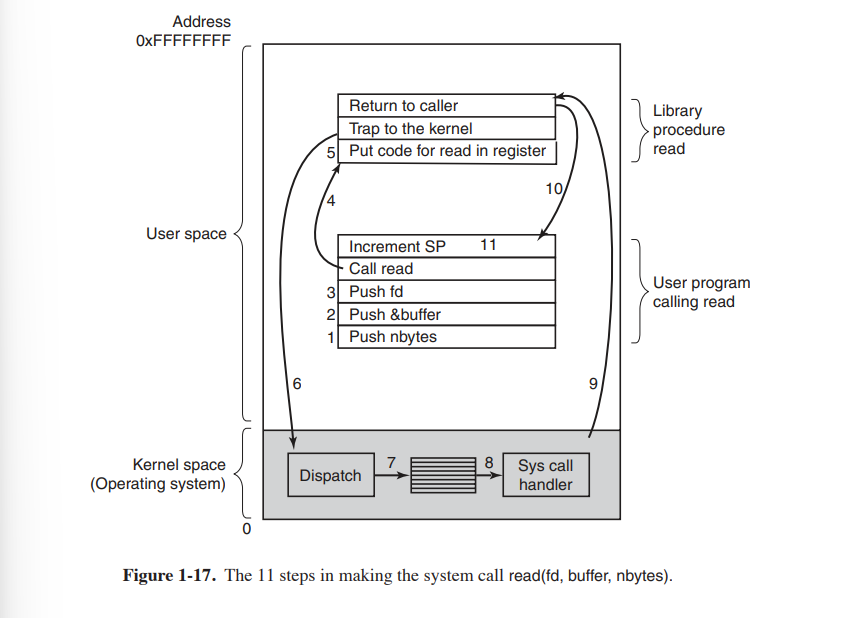 Address
0xFFFFFFFF
Return to caller
Trap to the kernel
5 Put code for read in register
Library
procedure
read
4
10
User space
Increment SP 11
Call read
3 Push fd
2 Push &buffer
1 Push nbytes
User program
calling read
6
9
Kernel space
(Operating system)
Dispatch
7
8
Sys call
handler
0
Figure 1-17. The 11 steps in making the system call read(fd, buffer, nbytes).